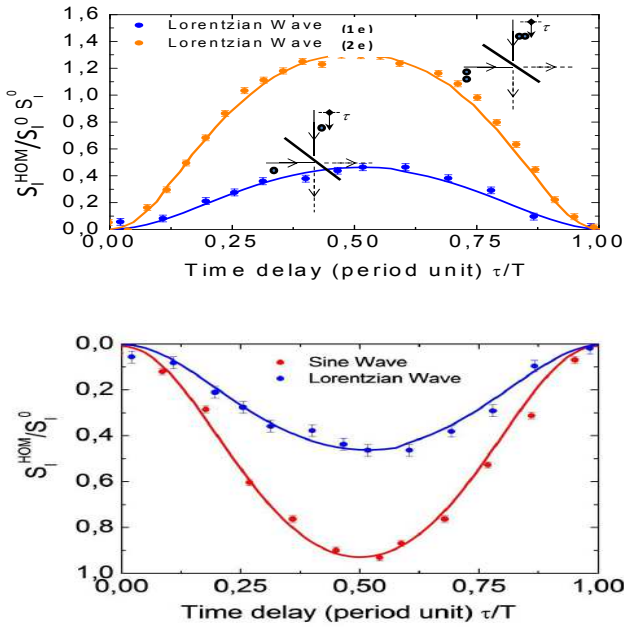 Lorentzian Wave (1e)
Lorentzian Wave (2e)
τ
τ
1,6
1,4
1,2
1,0
0,8
0,6
0,4
0,2
0,0
S_I^HOM/S_I^0 S_I^0
0,00 0,25 0,50 0,75 1,00
Time delay (period unit) τ/T
0,0
0,2
0,4
0,6
0,8
1,0
S_I^HOM/S_I^0
Sine Wave
Lorentzian Wave
0,00 0,25 0,50 0,75 1,00
Time delay (period unit) τ/T